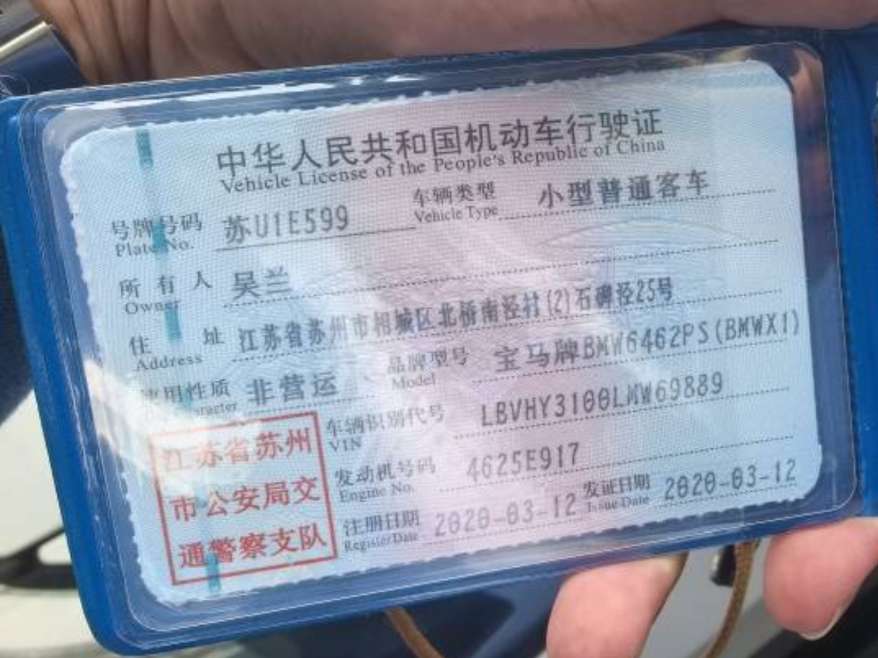 中华人民共和国机动车行驶证
Vehicle License of the People's Republic of China
号牌号码 Plate No. 苏U1E599 车辆类型 Vehicle Type 小型普通客车
所有人 Owner 吴兰
住址 Address 江苏省苏州市相城区北桥南泾村(2)石碑泾25号
使用性质 Character 非营运 品牌型号 Model 宝马牌BMW6462PS(BMWX1)
车辆识别代号 VIN LBVHY3100LMW69889
发动机号码 Engine No. 4625E917
注册日期 Register Date 2020-03-12 发证日期 Issue Date 2020-03-12
江苏省苏州
市公安局交
通警察支队